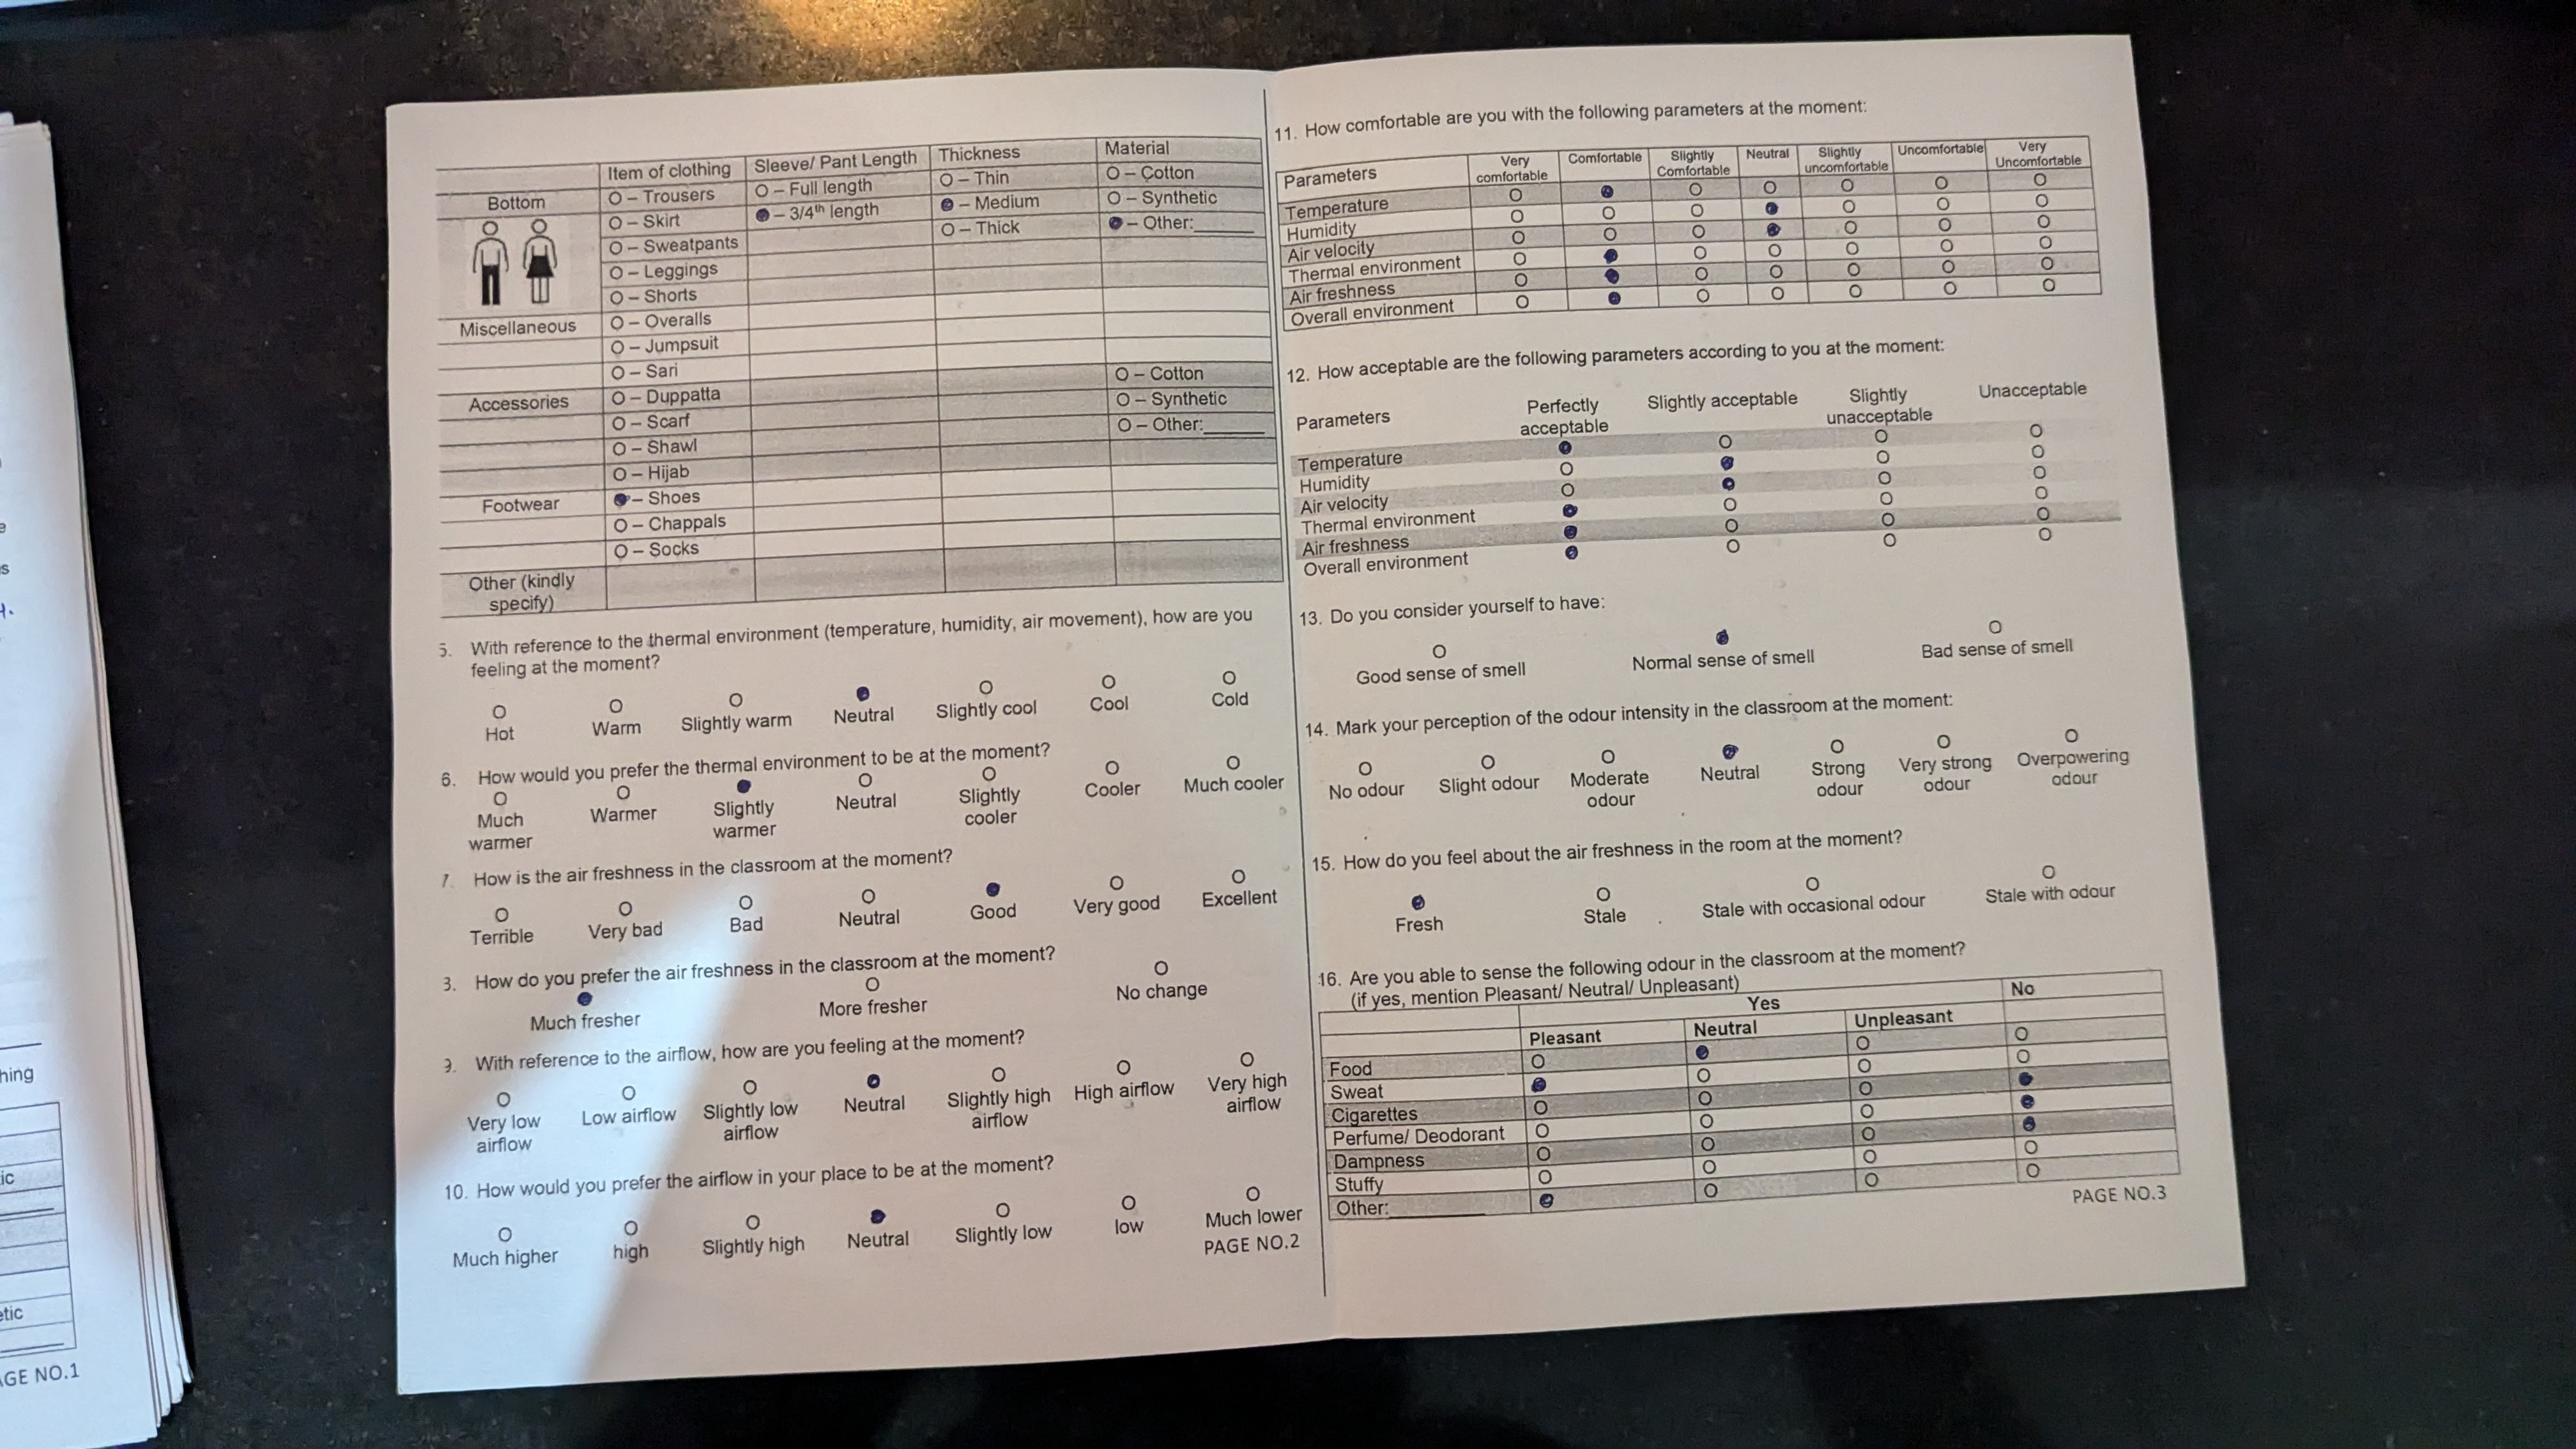 Item of clothing Sleeve/ Pant Length Thickness Material
Bottom O – Trousers O – Full length O – Thin O – Cotton
O – Skirt ● – 3/4th length ● – Medium O – Synthetic
O – Sweatpants O – Thick ● – Other:______
O – Leggings
O – Shorts
Miscellaneous O – Overalls
O – Jumpsuit
O – Sari
Accessories O – Duppatta O – Cotton
O – Scarf O – Synthetic
O – Shawl O – Other:______
O – Hijab
Footwear ● – Shoes
O – Chappals
O – Socks
Other (kindly
specify)
5. With reference to the thermal environment (temperature, humidity, air movement), how are you
feeling at the moment?
O O O ● O O O
Hot Warm Slightly warm Neutral Slightly cool Cool Cold
6. How would you prefer the thermal environment to be at the moment?
O O ● O O O O
Much Warmer Slightly Neutral Slightly Cooler Much cooler
warmer warmer cooler
7. How is the air freshness in the classroom at the moment?
O O O O ● O O
Terrible Very bad Bad Neutral Good Very good Excellent
How do you prefer the air freshness in the classroom at the moment?
● O O
Much fresher More fresher No change
With reference to the airflow, how are you feeling at the moment?
O O O ● O O O
Very low Low airflow Slightly low Neutral Slightly high High airflow Very high
airflow airflow airflow airflow
10. How would you prefer the airflow in your place to be at the moment?
O O O ● O O O
Much higher high Slightly high Neutral Slightly low low Much lower
PAGE NO.2
11. How comfortable are you with the following parameters at the moment:
Parameters Very Comfortable Slightly Neutral Slightly Uncomfortable Very
comfortable Comfortable uncomfortable Uncomfortable
Temperature O ● O O O O O
Humidity O O O ● O O O
Air velocity O O O ● O O O
Thermal environment O ● O O O O O
Air freshness O ● O O O O O
Overall environment O ● O O O O O
12. How acceptable are the following parameters according to you at the moment:
Parameters Perfectly Slightly acceptable Slightly Unacceptable
acceptable unacceptable
Temperature ● O O O
Humidity O ● O O
Air velocity O ● O O
Thermal environment ● O O O
Air freshness ● O O O
Overall environment ● O O O
13. Do you consider yourself to have:
O ● O
Good sense of smell Normal sense of smell Bad sense of smell
14. Mark your perception of the odour intensity in the classroom at the moment:
O O O ● O O O
No odour Slight odour Moderate Neutral Strong Very strong Overpowering
odour odour odour odour
15. How do you feel about the air freshness in the room at the moment?
● O O O
Fresh Stale Stale with occasional odour Stale with odour
16. Are you able to sense the following odour in the classroom at the moment?
(if yes, mention Pleasant/ Neutral/ Unpleasant)
Yes No
Pleasant Neutral Unpleasant
Food O ● O O
Sweat ● O O O
Cigarettes O O O ●
Perfume/ Deodorant O O O ●
Dampness O O O ●
Stuffy O O O O
Other:__________ ● O O O
PAGE NO.3
PAGE NO.1